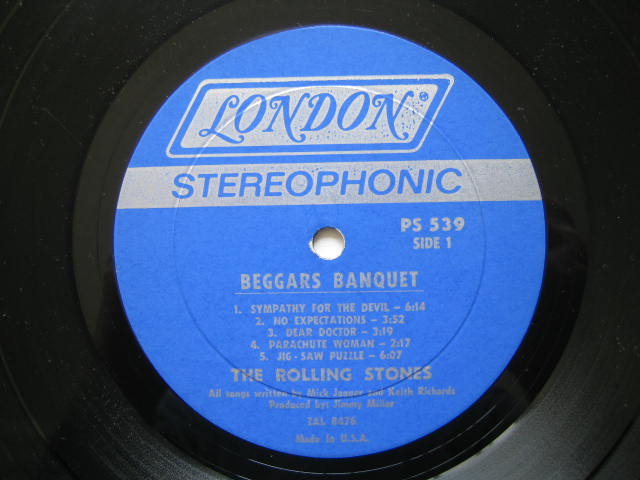 LONDON®
STEREOPHONIC
PS 539
SIDE 1
BEGGARS BANQUET
1. SYMPATHY FOR THE DEVIL – 6:14
2. NO EXPECTATIONS – 3:52
3. DEAR DOCTOR – 3:19
4. PARACHUTE WOMAN – 2:17
5. JIG-SAW PUZZLE – 6:07
THE ROLLING STONES
All songs written by Mick Jagger and Keith Richards
Produced by: Jimmy Miller
ZAL 8476
Made in U.S.A.